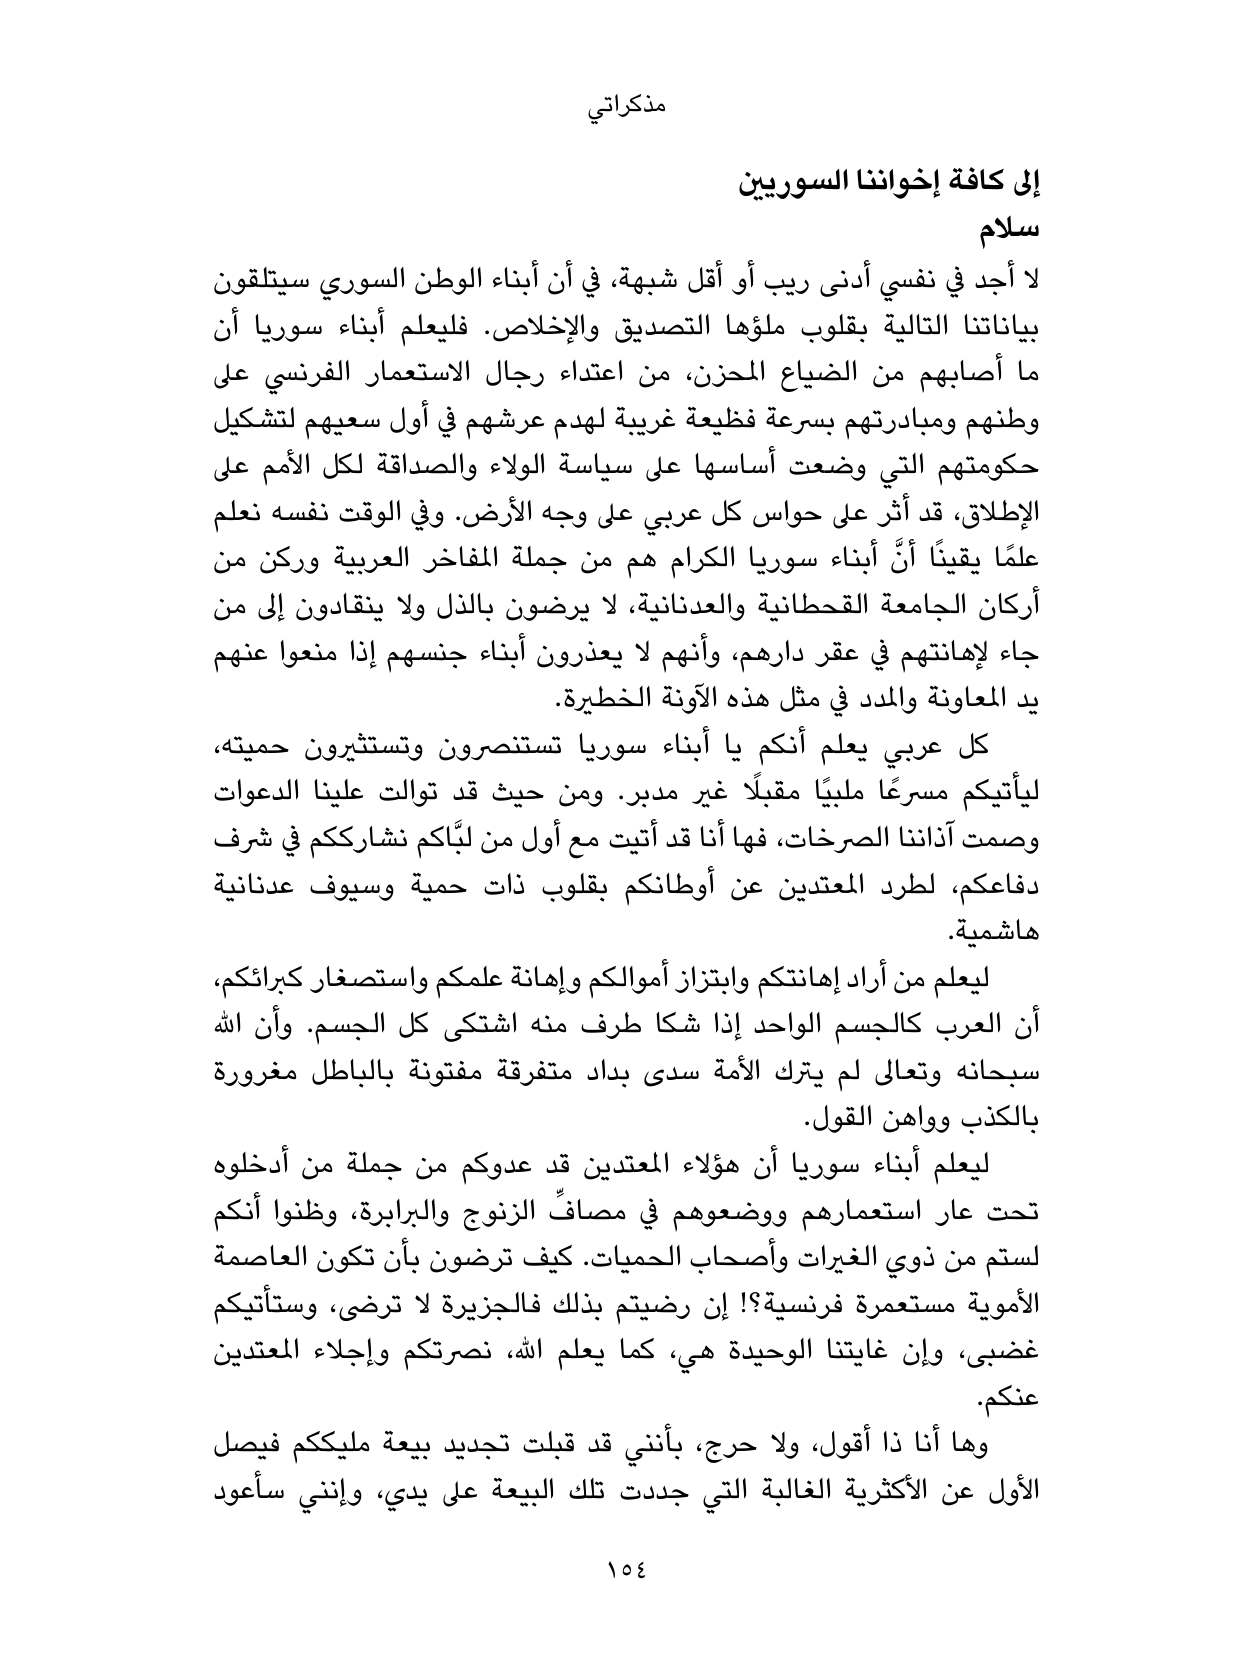 مذكراتي
إلى كافة إخواننا السوريين
سلام
لا أجد في نفسي أدنى ريب أو أقل شبهة، في أن أبناء الوطن السوري سيتلقون
بياناتنا التالية بقلوب ملؤها التصديق والإخلاص. فليعلم أبناء سوريا أن
ما أصابهم من الضياع المحزن، من اعتداء رجال الاستعمار الفرنسي على
وطنهم ومبادرتهم بسرعة فظيعة غريبة لهدم عرشهم في أول سعيهم لتشكيل
حكومتهم التي وضعت أساسها على سياسة الولاء والصداقة لكل الأمم على
الإطلاق، قد أثر على حواس كل عربي على وجه الأرض. وفي الوقت نفسه نعلم
علمًا يقينًا أنَّ أبناء سوريا الكرام هم من جملة المفاخر العربية وركن من
أركان الجامعة القحطانية والعدنانية، لا يرضون بالذل ولا ينقادون إلى من
جاء لإهانتهم في عقر دارهم، وأنهم لا يعذرون أبناء جنسهم إذا منعوا عنهم
يد المعاونة والمدد في مثل هذه الآونة الخطيرة.
كل عربي يعلم أنكم يا أبناء سوريا تستنصرون وتستثيرون حميته،
ليأتيكم مسرعًا ملبيًا مقبلًا غير مدبر. ومن حيث قد توالت علينا الدعوات
وصمت آذاننا الصرخات، فها أنا قد أتيت مع أول من لبَّاكم نشارككم في شرف
دفاعكم، لطرد المعتدين عن أوطانكم بقلوب ذات حمية وسيوف عدنانية
هاشمية.
ليعلم من أراد إهانتكم وابتزاز أموالكم وإهانة علمكم واستصغار كبرائكم،
أن العرب كالجسم الواحد إذا شكا طرف منه اشتكى كل الجسم. وأن الله
سبحانه وتعالى لم يترك الأمة سدى بداد متفرقة مفتونة بالباطل مغرورة
بالكذب وواهن القول.
ليعلم أبناء سوريا أن هؤلاء المعتدين قد عدوكم من جملة من أدخلوه
تحت عار استعمارهم ووضعوهم في مصافِّ الزنوج والبرابرة، وظنوا أنكم
لستم من ذوي الغيرات وأصحاب الحميات. كيف ترضون بأن تكون العاصمة
الأموية مستعمرة فرنسية؟! إن رضيتم بذلك فالجزيرة لا ترضى، وستأتيكم
غضبى، وإن غايتنا الوحيدة هي، كما يعلم الله، نصرتكم وإجلاء المعتدين
عنكم.
وها أنا ذا أقول، ولا حرج، بأنني قد قبلت تجديد بيعة مليككم فيصل
الأول عن الأكثرية الغالبة التي جددت تلك البيعة على يدي، وإنني سأعود
١٥٤